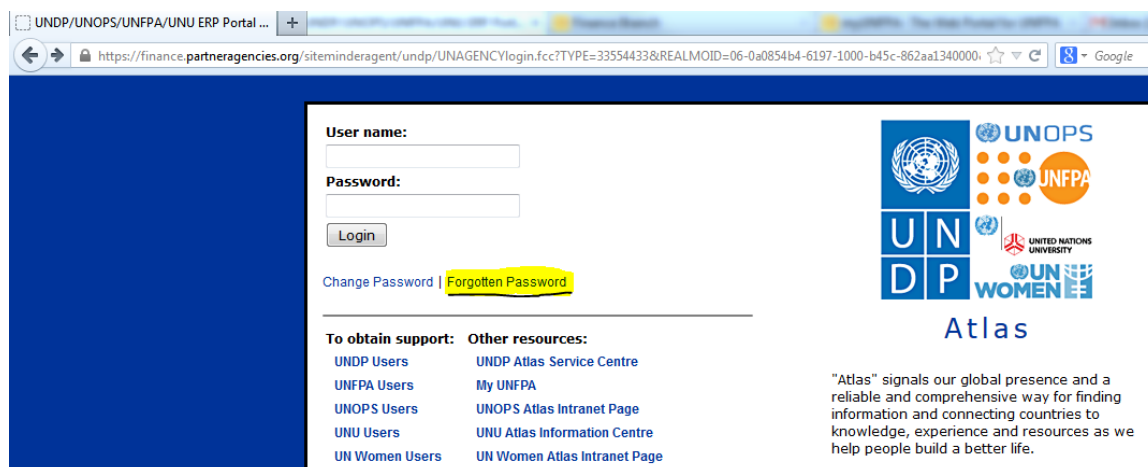 UNDP/UNOPS/UNFPA/UNU ERP Portal ...
https://finance.partneragencies.org/siteminderagent/undp/UNAGENCYlogin.fcc?TYPE=33554433&REALMOID=06-0a0854b4-6197-1000-b45c-862aa1340000
Google
User name:
Password:
Login
Change Password | Forgotten Password
To obtain support: Other resources:
UNDP Users UNDP Atlas Service Centre
UNFPA Users My UNFPA
UNOPS Users UNOPS Atlas Intranet Page
UNU Users UNU Atlas Information Centre
UN Women Users UN Women Atlas Intranet Page
UN
DP
UNOPS
UNFPA
UNITED NATIONS
UNIVERSITY
UN
WOMEN
Atlas
"Atlas" signals our global presence and a
reliable and comprehensive way for finding
information and connecting countries to
knowledge, experience and resources as we
help people build a better life.